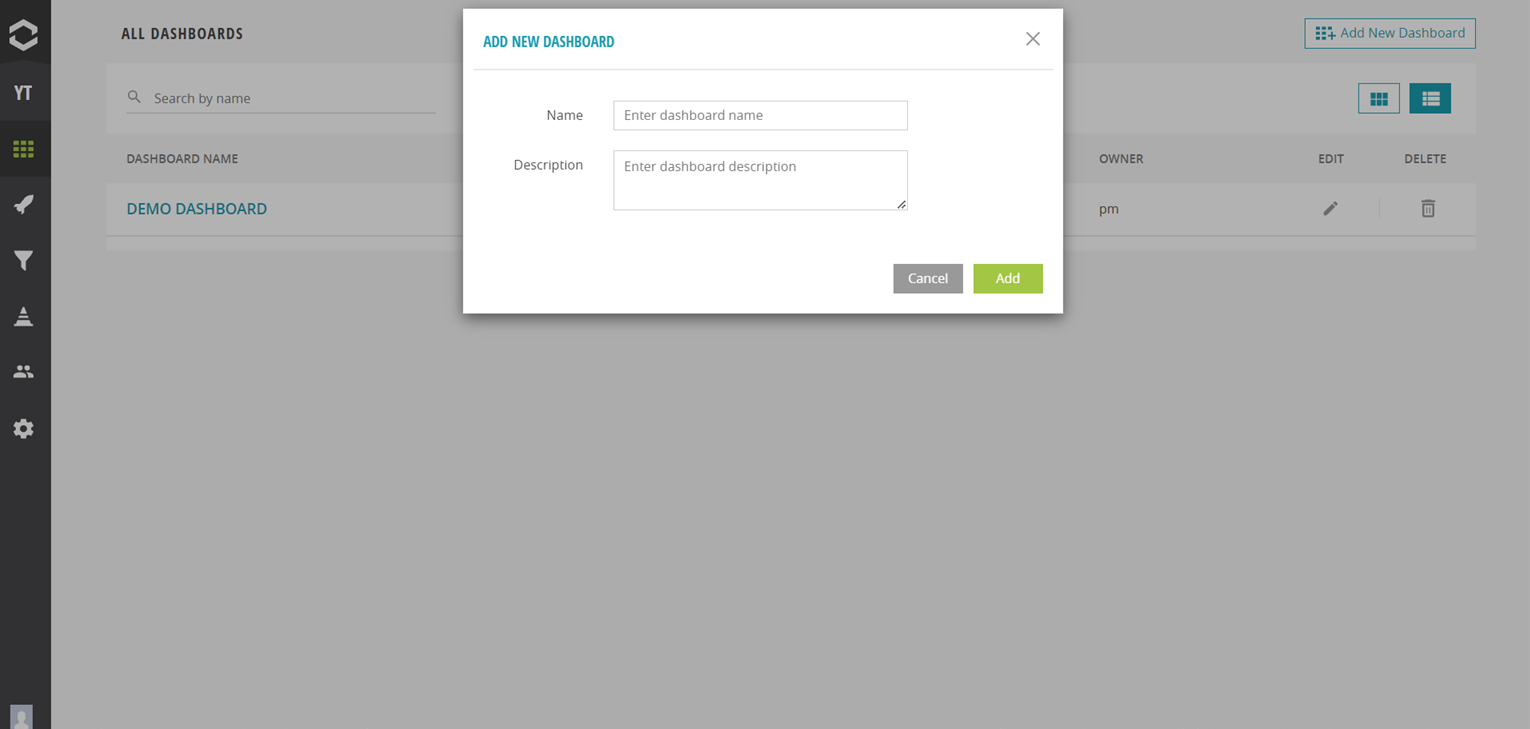 ALL DASHBOARDS
Add New Dashboard
YT
Search by name
DASHBOARD NAME
OWNER
EDIT
DELETE
DEMO DASHBOARD
pm
ADD NEW DASHBOARD
Name
Enter dashboard name
Description
Enter dashboard description
Cancel
Add